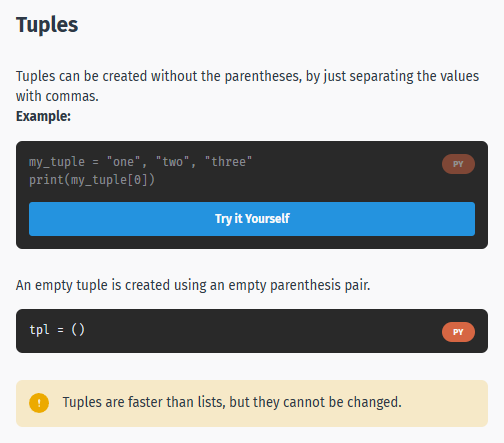 Tuples
Tuples can be created without the parentheses, by just separating the values
with commas.
Example:
my_tuple = "one", "two", "three"
PY
print(my_tuple[0])
Try it Yourself
An empty tuple is created using an empty parenthesis pair.
tpl = ()
PY
!
Tuples are faster than lists, but they cannot be changed.